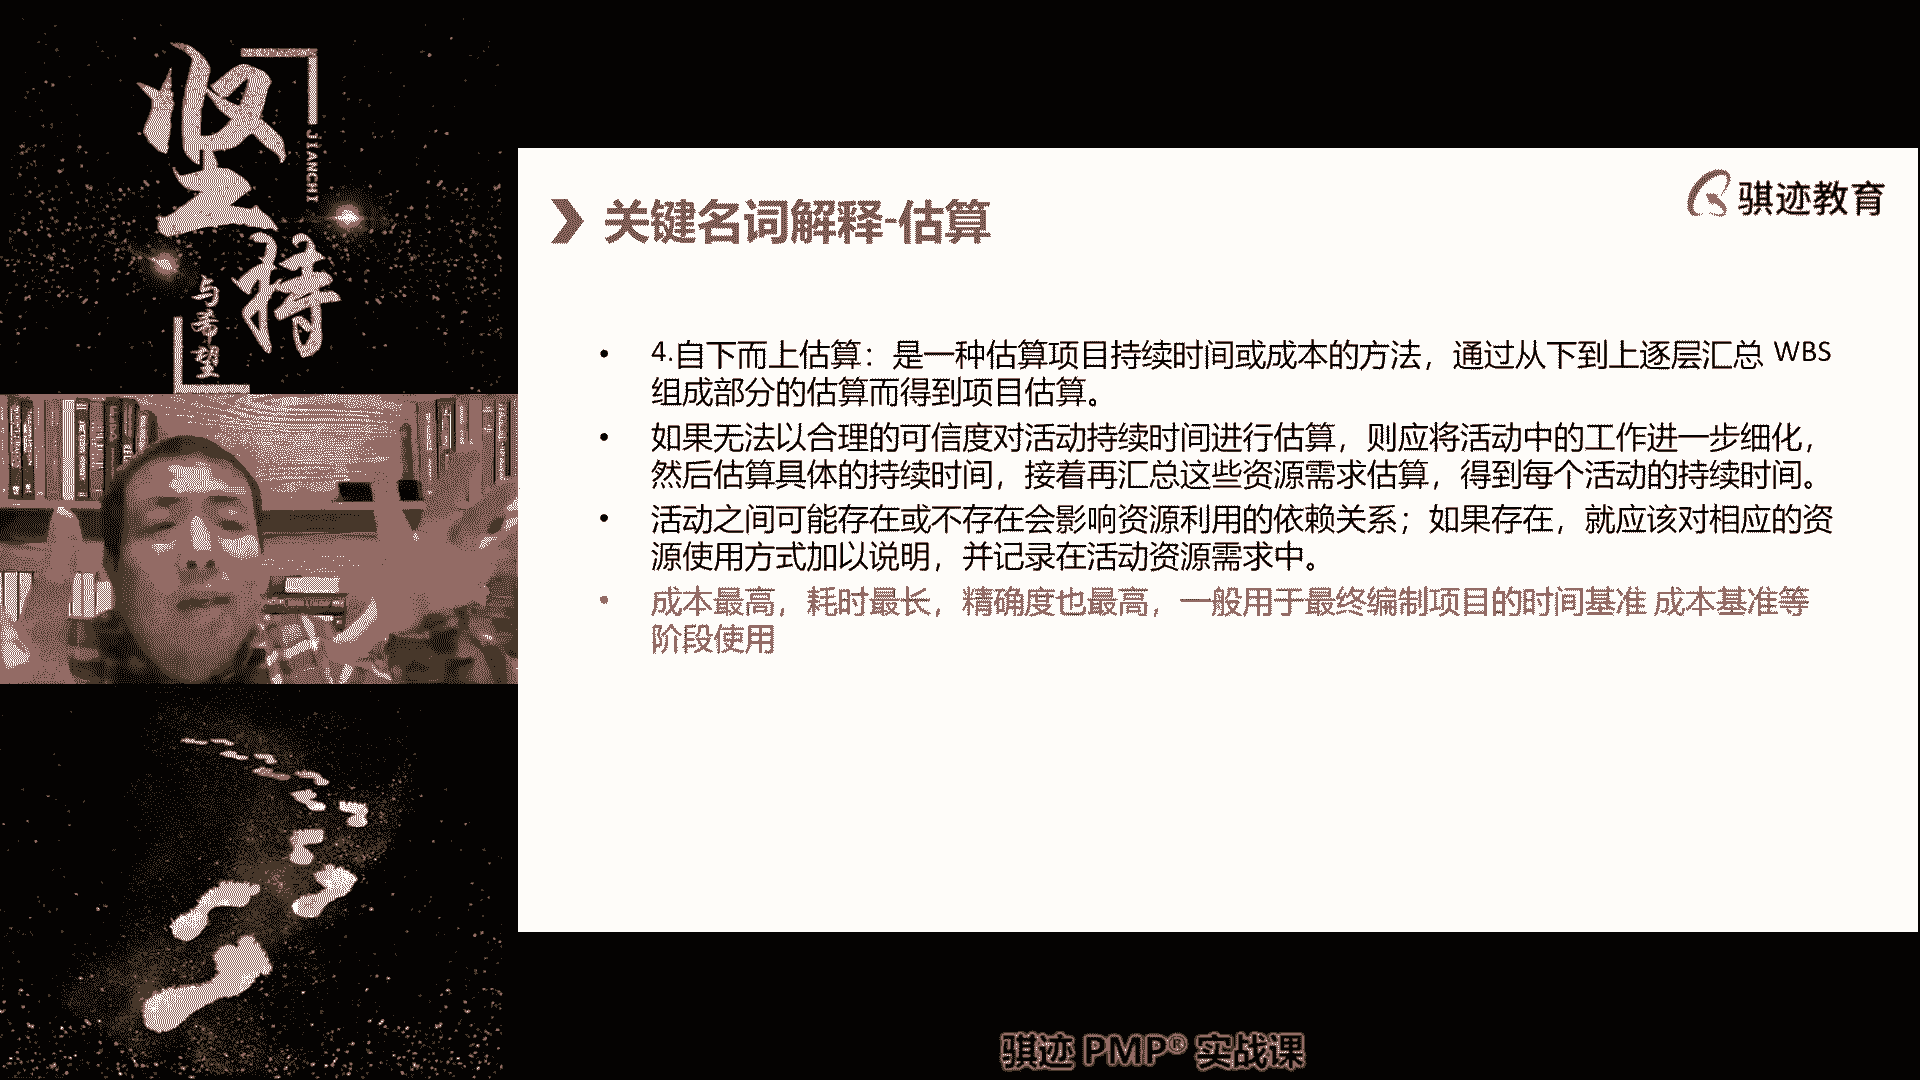 坚持
JIANCHI
与希望
骐迹教育
关键名词解释-估算
• 4.自下而上估算：是一种估算项目持续时间或成本的方法，通过从下到上逐层汇总 WBS
组成部分的估算而得到项目估算。
• 如果无法以合理的可信度对活动持续时间进行估算，则应将活动中的工作进一步细化，
然后估算具体的持续时间，接着再汇总这些资源需求估算，得到每个活动的持续时间。
• 活动之间可能存在或不存在会影响资源利用的依赖关系；如果存在，就应该对相应的资
源使用方式加以说明，并记录在活动资源需求中。
• 成本最高，耗时最长，精确度也最高，一般用于最终编制项目的时间基准 成本基准等
阶段使用
骐迹 PMP® 实战课